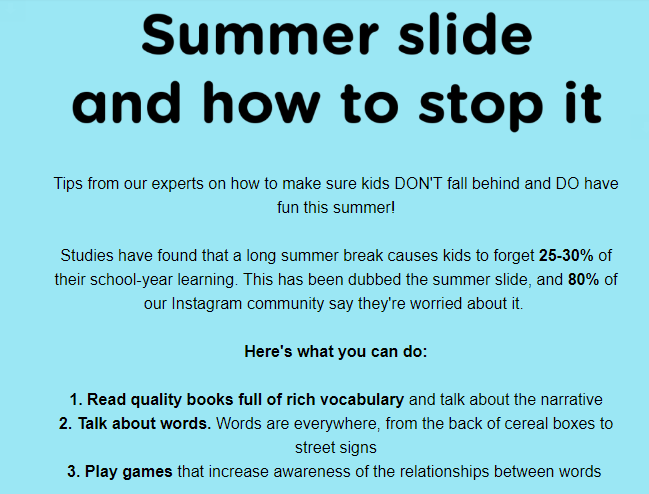 Summer slide
and how to stop it
Tips from our experts on how to make sure kids DON'T fall behind and DO have
fun this summer!
Studies have found that a long summer break causes kids to forget 25-30% of
their school-year learning. This has been dubbed the summer slide, and 80% of
our Instagram community say they're worried about it.
Here's what you can do:
1. Read quality books full of rich vocabulary and talk about the narrative
2. Talk about words. Words are everywhere, from the back of cereal boxes to
street signs
3. Play games that increase awareness of the relationships between words